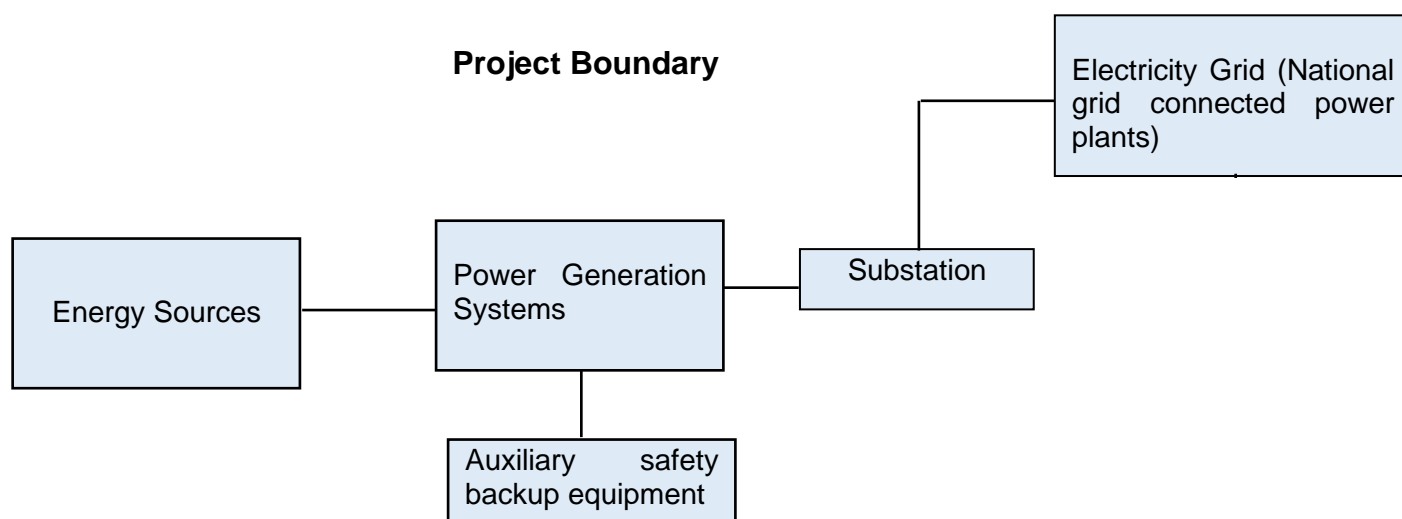 Project Boundary
Electricity Grid (National
grid connected power
plants)
Energy Sources
Power Generation
Systems
Substation
Auxiliary safety
backup equipment